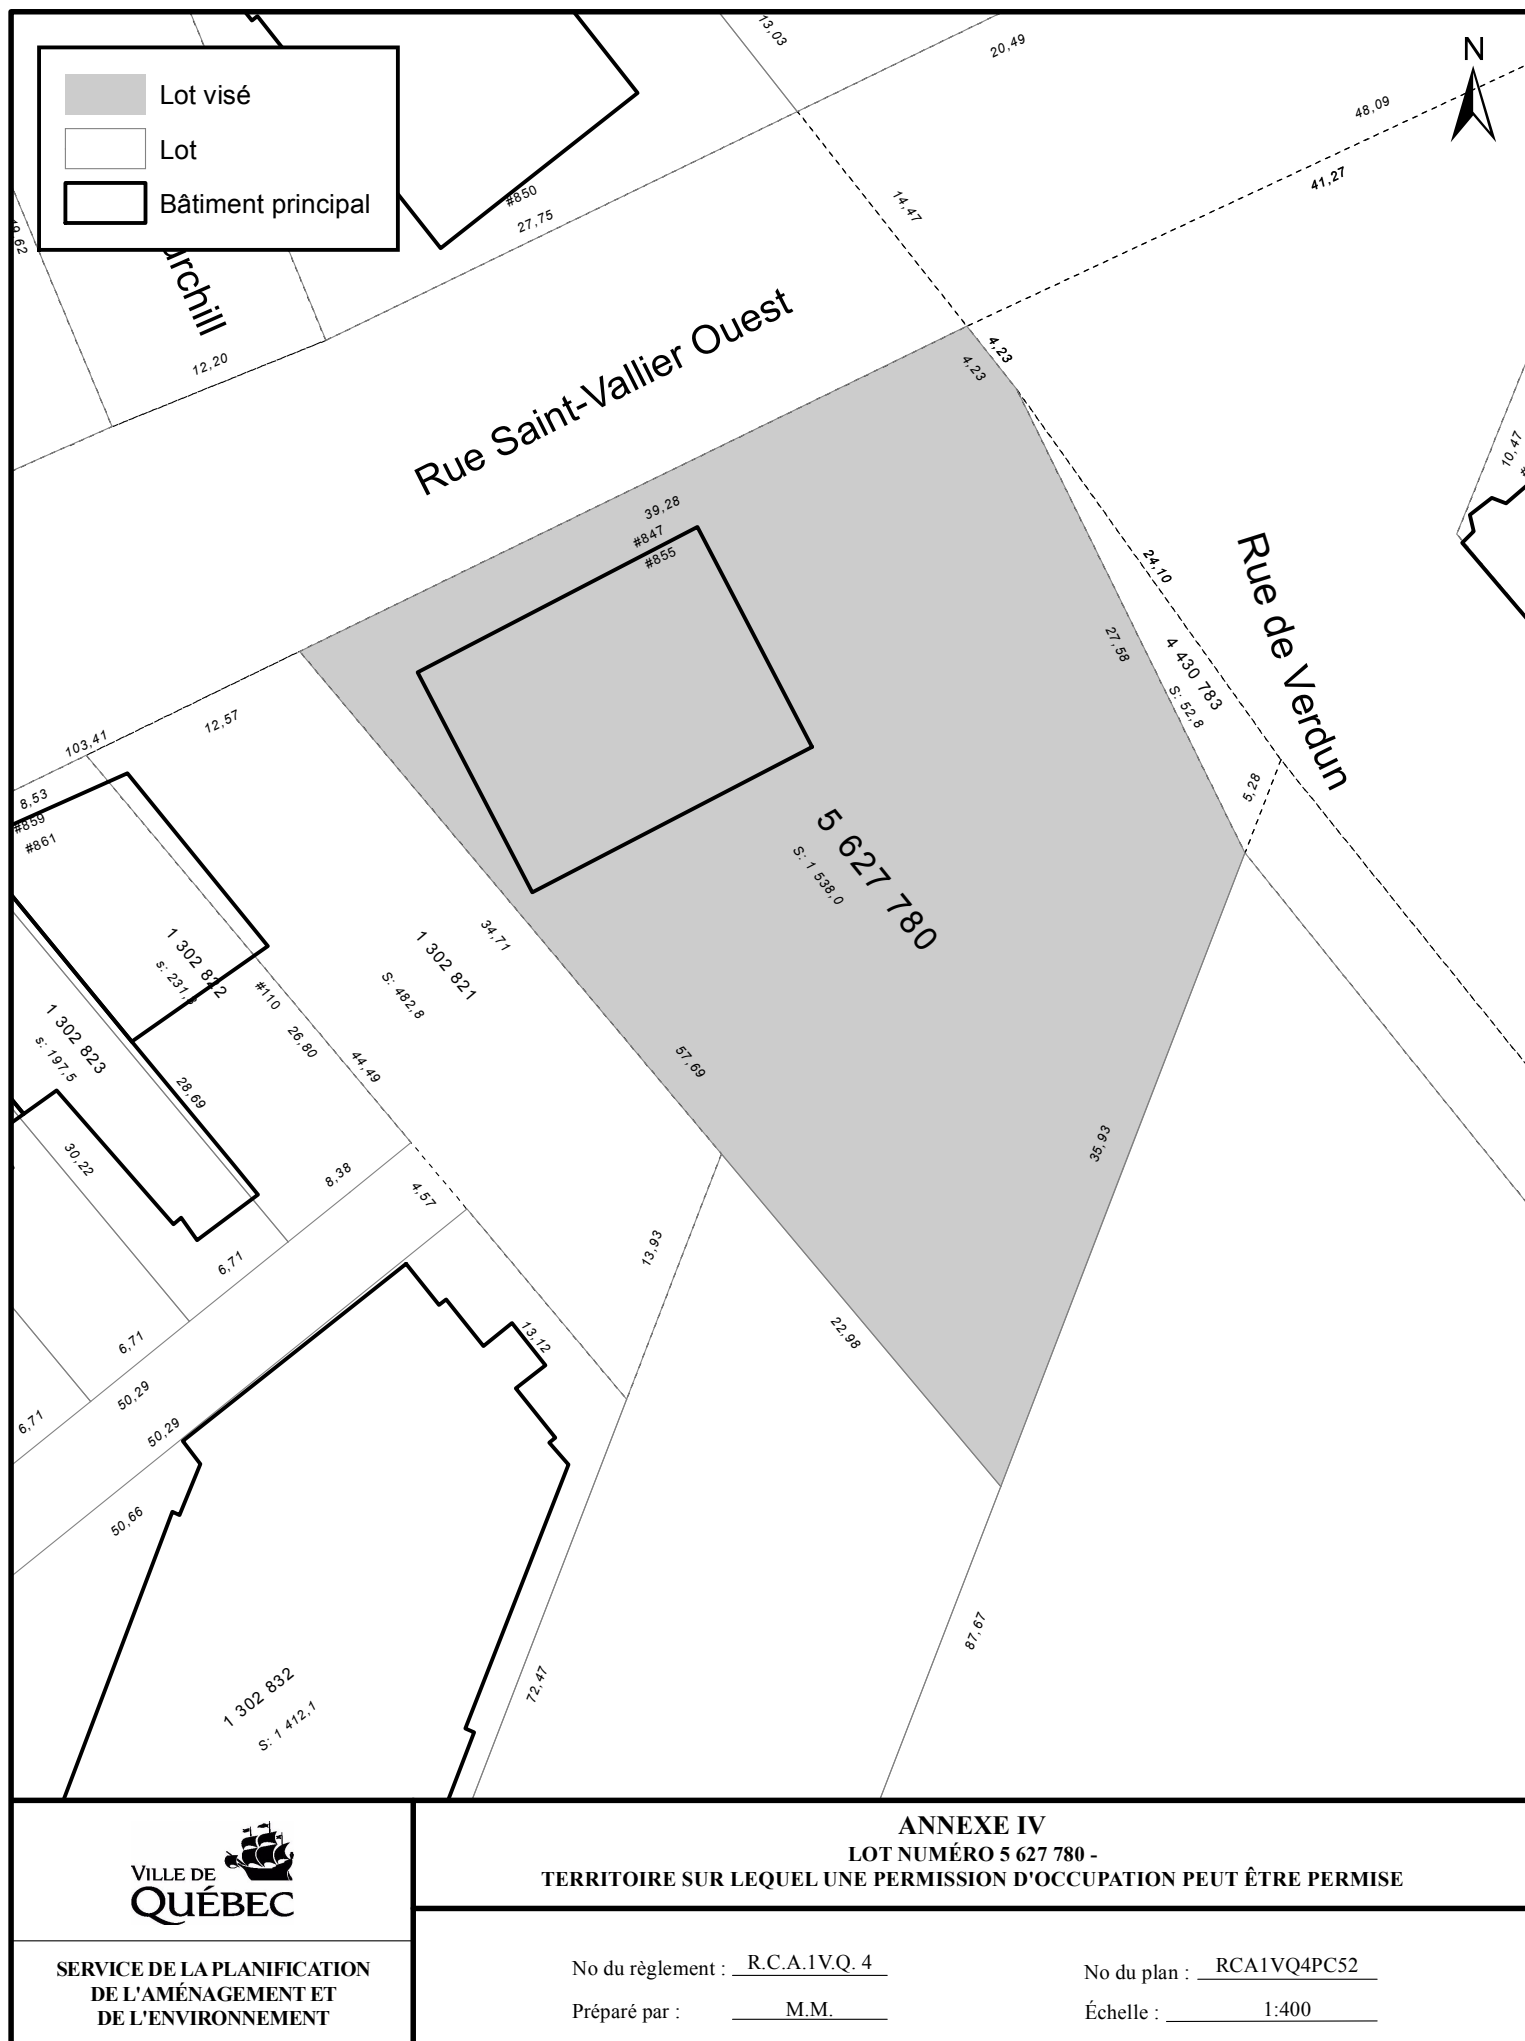 Lot visé
Lot
Bâtiment principal
N
13,03
20,49
48,09
41,27
14,47
#850
27,75
12,20
Rue Saint-Vallier Ouest
4,23
4,23
39,28
#847
#855
10,47
24,10
27,58
4 430 783
S: 52,8
5,28
Rue de Verdun
103,41
12,57
8,53
#859
#861
5 627 780
S: 1 538,0
34,71
1 302 821
S: 482,8
1 302 822
#110
26,80
44,49
1 302 823
s: 197,5
28,69
30,22
57,69
35,93
8,38
4,57
6,71
13,93
13,12
22,98
6,71
50,29
6,71
50,29
50,66
87,67
72,47
1 302 832
S: 1 412,1
VILLE DE
QUÉBEC
SERVICE DE LA PLANIFICATION
DE L'AMÉNAGEMENT ET
DE L'ENVIRONNEMENT
ANNEXE IV
LOT NUMÉRO 5 627 780 -
TERRITOIRE SUR LEQUEL UNE PERMISSION D'OCCUPATION PEUT ÊTRE PERMISE
No du règlement : R.C.A.1V.Q. 4
No du plan : RCA1VQ4PC52
Préparé par : M.M.
Échelle : 1:400